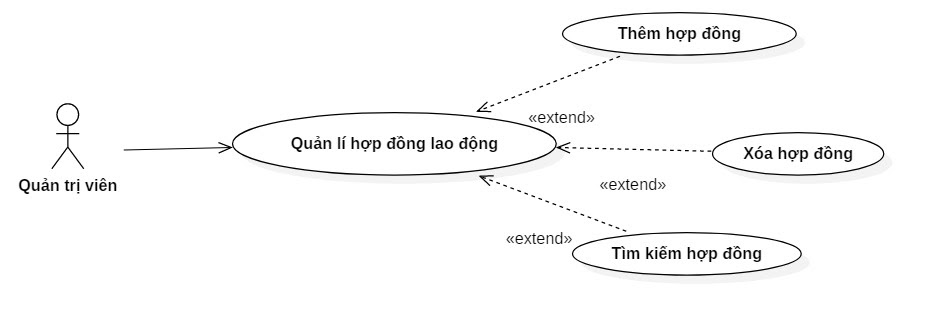 Thêm hợp đồng
«extend»
Quản lí hợp đồng lao động
Xóa hợp đồng
Quản trị viên
«extend»
«extend»
Tìm kiếm hợp đồng